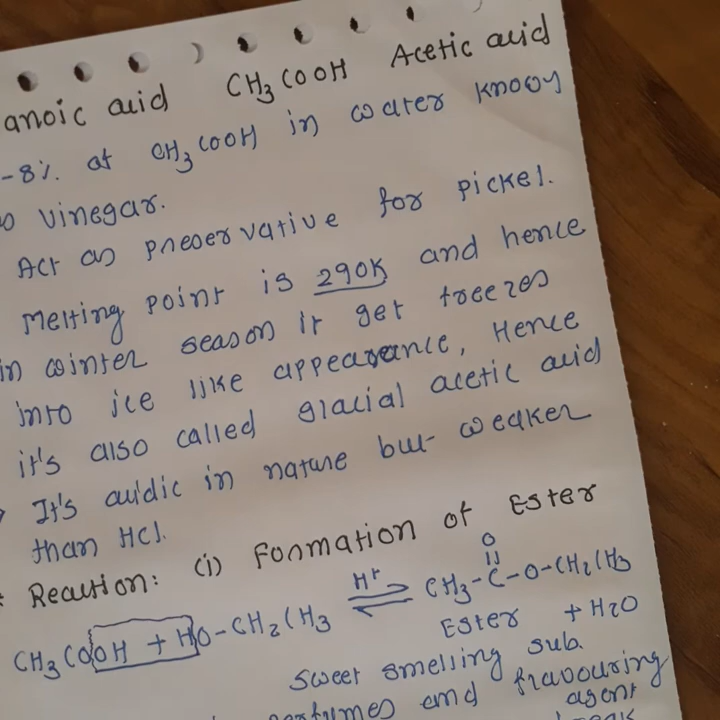 anoic acid CH3COOH Acetic acid
-8% at CH3COOH in water know
vinegar.
Act as preservative for pickel.
Melting point is 290K and hence
in winter season it get freezes
into ice like appearance, Hence
it's also called glacial acetic acid
It's acidic in nature but weaker
than HCl.
Reaction: (i) Formation of Ester
CH3COOH + HO-CH2CH3 ⇌ H+ CH3-C(=O)-O-CH2CH3
Ester + H2O
Sweet smelling sub.
perfumes and flavouring
agent